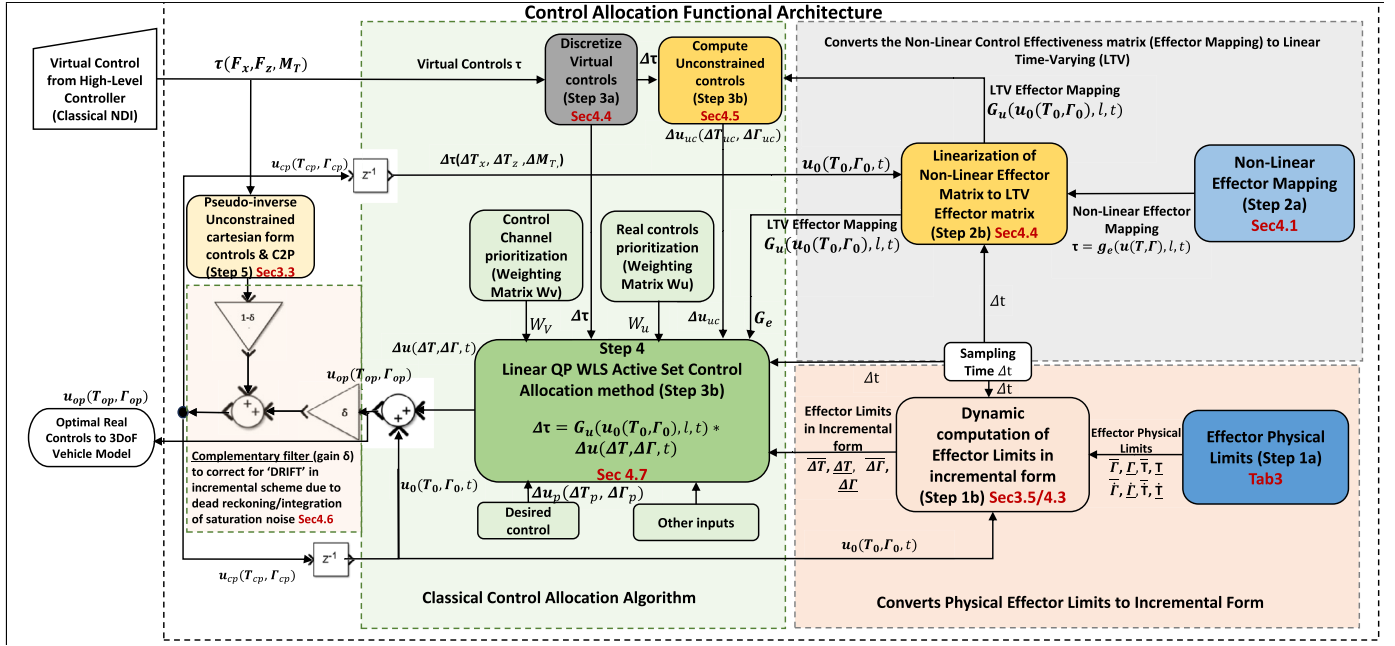 Control Allocation Functional Architecture
Virtual Control
from High-Level
Controller
(Classical NDI)
τ(Fx,Fz,MT)
Virtual Controls τ
Discretize
Virtual
controls
(Step 3a)
Sec4.4
Δτ
Compute
Unconstrained
controls
(Step 3b)
Sec4.5
Converts the Non-Linear Control Effectiveness matrix (Effector Mapping) to Linear
Time-Varying (LTV)
LTV Effector Mapping
Gu(u0(T0,Γ0),l,t)
Δuuc(ΔTuc, ΔΓuc)
ucp(Tcp, Γcp)
z-1
Δτ(ΔTx, ΔTz ,ΔMT,)
u0(T0,Γ0,t)
Linearization of
Non-Linear Effector
Matrix to LTV
Effector matrix
(Step 2b) Sec4.4
Non-Linear
Effector Mapping
(Step 2a)
Sec4.1
Non-Linear Effector
Mapping
τ = ge(u(T,Γ),l,t)
Pseudo-inverse
Unconstrained
cartesian form
controls & C2P
(Step 5) Sec3.3
Control
Channel
prioritization
(Weighting
Matrix Wv)
Real controls
prioritization
(Weighting
Matrix Wu)
LTV Effector Mapping
Gu(u0(T0,Γ0),l,t)
Δt
1-δ
WV
Δτ
Wu
Δuuc
Ge
Sampling
Time Δt
Δt
Δt
Δu(ΔT,ΔΓ,t)
Step 4
Linear QP WLS Active Set Control
Allocation method (Step 3b)
Δτ = Gu(u0(T0,Γ0),l,t) *
Δu(ΔT,ΔΓ,t)
Sec 4.7
uop(Top, Γop)
uop(Top, Γop)
+
+
δ
+
+
Optimal Real
Controls to 3DoF
Vehicle Model
Effector Limits
in Incremental
form
Δ̅T̅, Δ̲T̲, Δ̅Γ̅,
Δ̲Γ̲
Dynamic
computation of
Effector Limits in
incremental form
(Step 1b) Sec3.5/4.3
Effector Physical
Limits
Γ̅, Γ̲, τ̅, τ̲
Γ̇̅, Γ̲̇, τ̇̅, τ̲̇
Effector Physical
Limits (Step 1a)
Tab3
Complementary filter (gain δ)
to correct for 'DRIFT' in
incremental scheme due to
dead reckoning/integration
of saturation noise Sec4.6
u0(T0,Γ0,t)
Δup(ΔTp, ΔΓp)
Desired
control
Other inputs
z-1
ucp(Tcp, Γcp)
u0(T0,Γ0,t)
Classical Control Allocation Algorithm
Converts Physical Effector Limits to Incremental Form